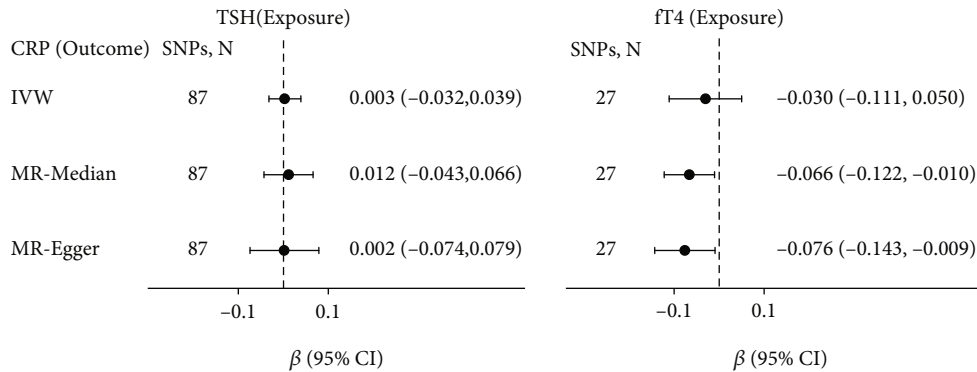 TSH(Exposure) fT4 (Exposure)
CRP (Outcome) SNPs, N SNPs, N
IVW 87 0.003 (–0.032,0.039) 27 –0.030 (–0.111, 0.050)
MR-Median 87 0.012 (–0.043,0.066) 27 –0.066 (–0.122, –0.010)
MR-Egger 87 0.002 (–0.074,0.079) 27 –0.076 (–0.143, –0.009)
–0.1 0.1 –0.1 0.1
β (95% CI) β (95% CI)